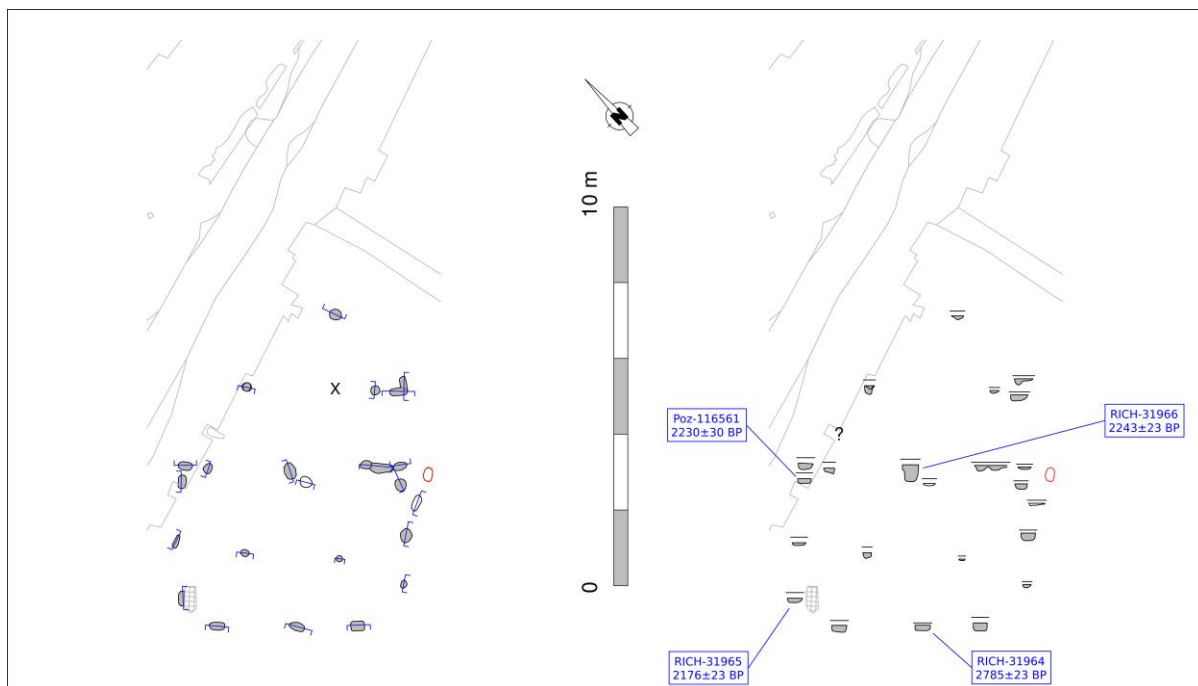 N
10 m
0
X
?
Poz-116561
2230±30 BP
RICH-31966
2243±23 BP
RICH-31965
2176±23 BP
RICH-31964
2785±23 BP